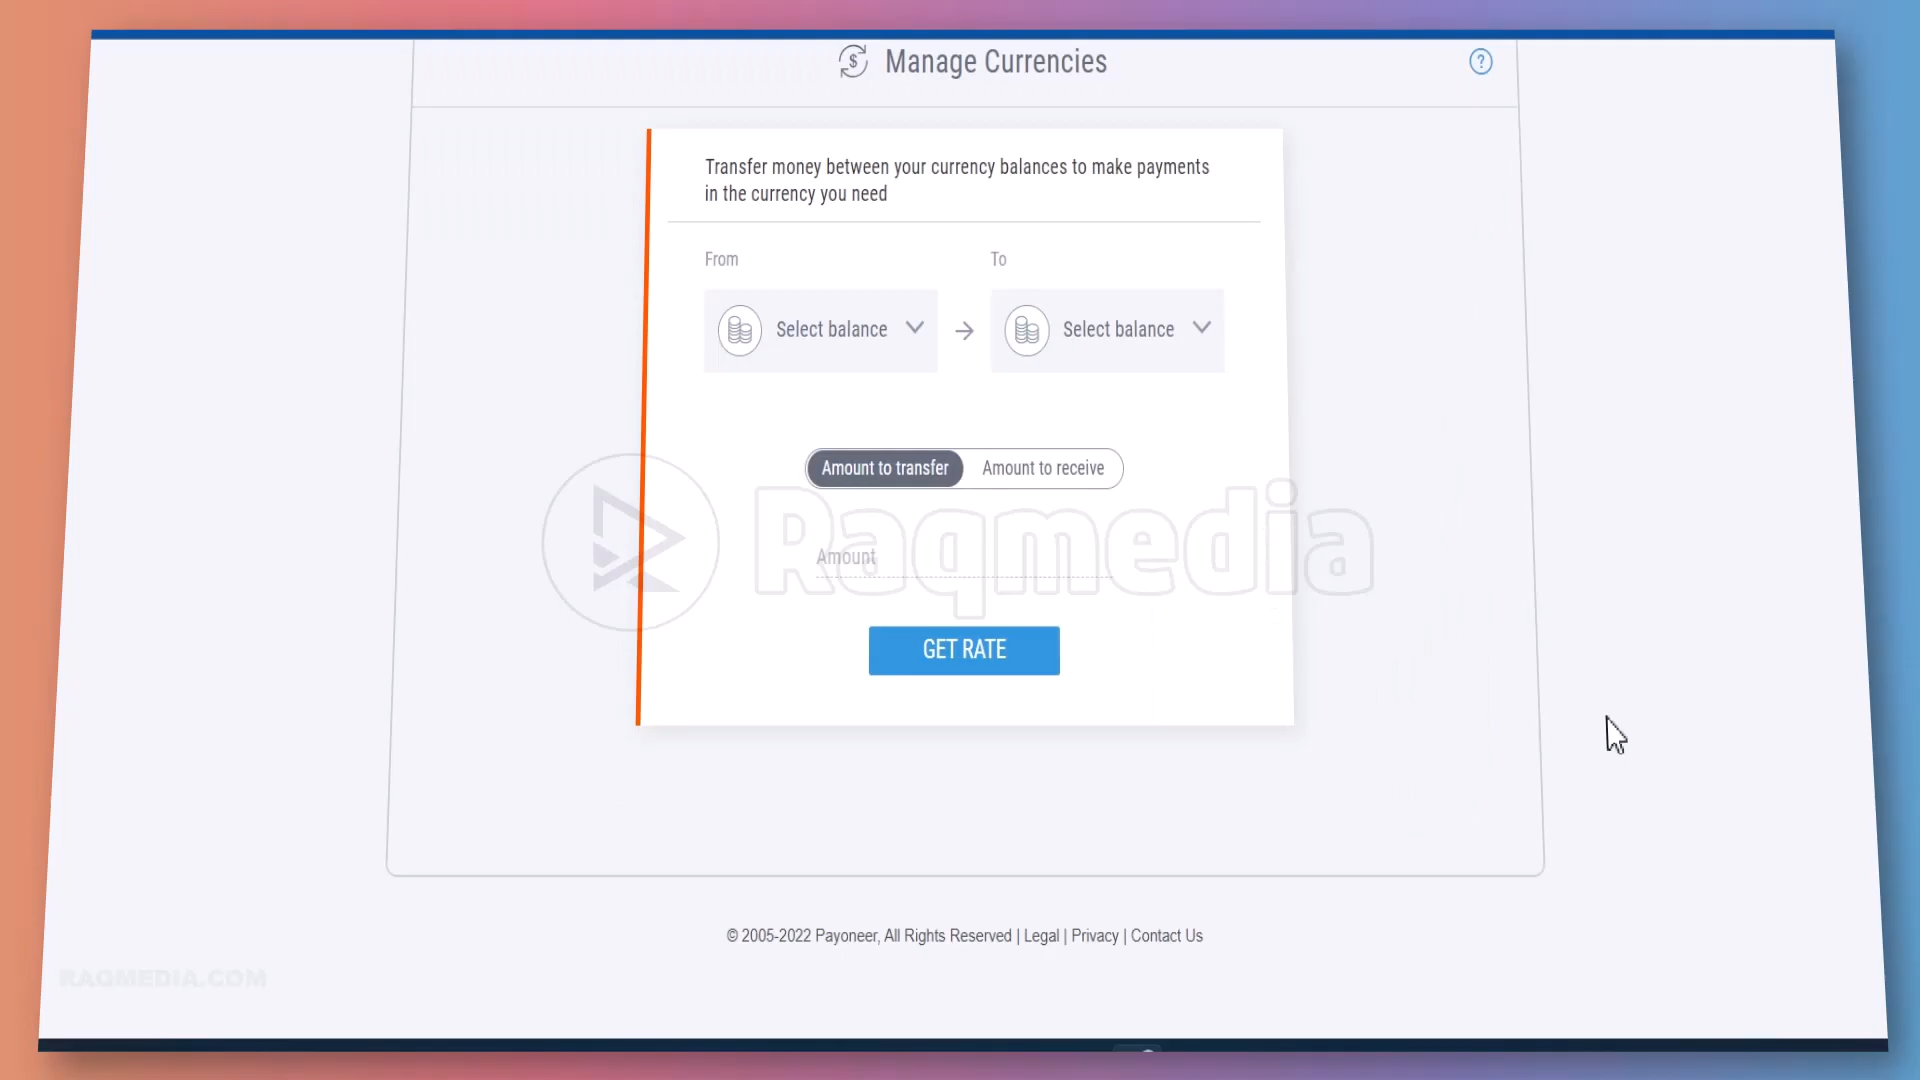 Manage Currencies
?
Transfer money between your currency balances to make payments
in the currency you need
From
To
$
Select balance
Select balance
Amount to transfer
Amount to receive
Raqmedia
Amount
GET RATE
© 2005-2022 Payoneer, All Rights Reserved | Legal | Privacy | Contact Us
RAQMEDIA.COM